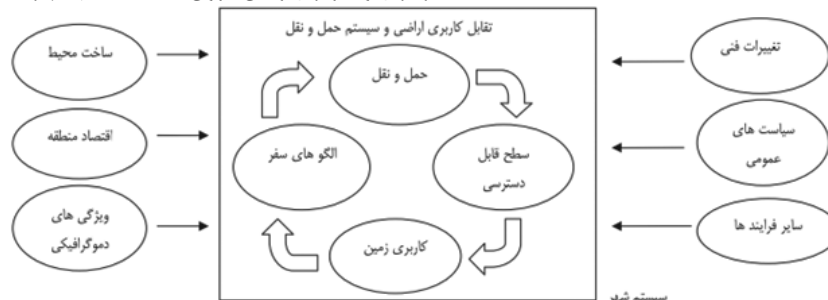 تقابل کاربری اراضی و سیستم حمل و نقل
تغییرات فنی
سیاست های
عمومی
سایر فرایند ها
حمل و نقل
سطح قابل
دسترسی
کاربری زمین
الگو های سفر
ساخت محیط
اقتصاد منطقه
ویژگی های
دموگرافیکی
سیستم شهر